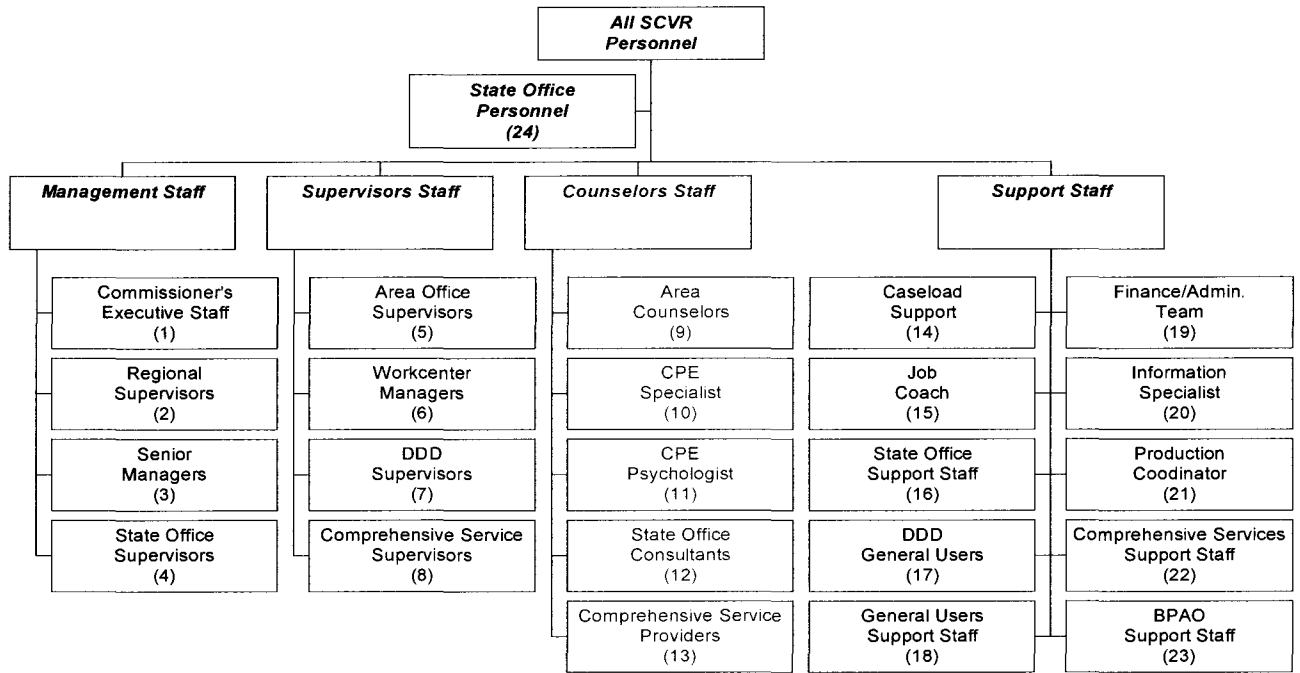 All SCVR
Personnel
State Office
Personnel
(24)
Management Staff
Supervisors Staff
Counselors Staff
Support Staff
Commissioner's
Executive Staff
(1)
Regional
Supervisors
(2)
Senior
Managers
(3)
State Office
Supervisors
(4)
Area Office
Supervisors
(5)
Workcenter
Managers
(6)
DDD
Supervisors
(7)
Comprehensive Service
Supervisors
(8)
Area
Counselors
(9)
CPE
Specialist
(10)
CPE
Psychologist
(11)
State Office
Consultants
(12)
Comprehensive Service
Providers
(13)
Caseload
Support
(14)
Job
Coach
(15)
State Office
Support Staff
(16)
DDD
General Users
(17)
General Users
Support Staff
(18)
Finance/Admin.
Team
(19)
Information
Specialist
(20)
Production
Coodinator
(21)
Comprehensive Services
Support Staff
(22)
BPAO
Support Staff
(23)